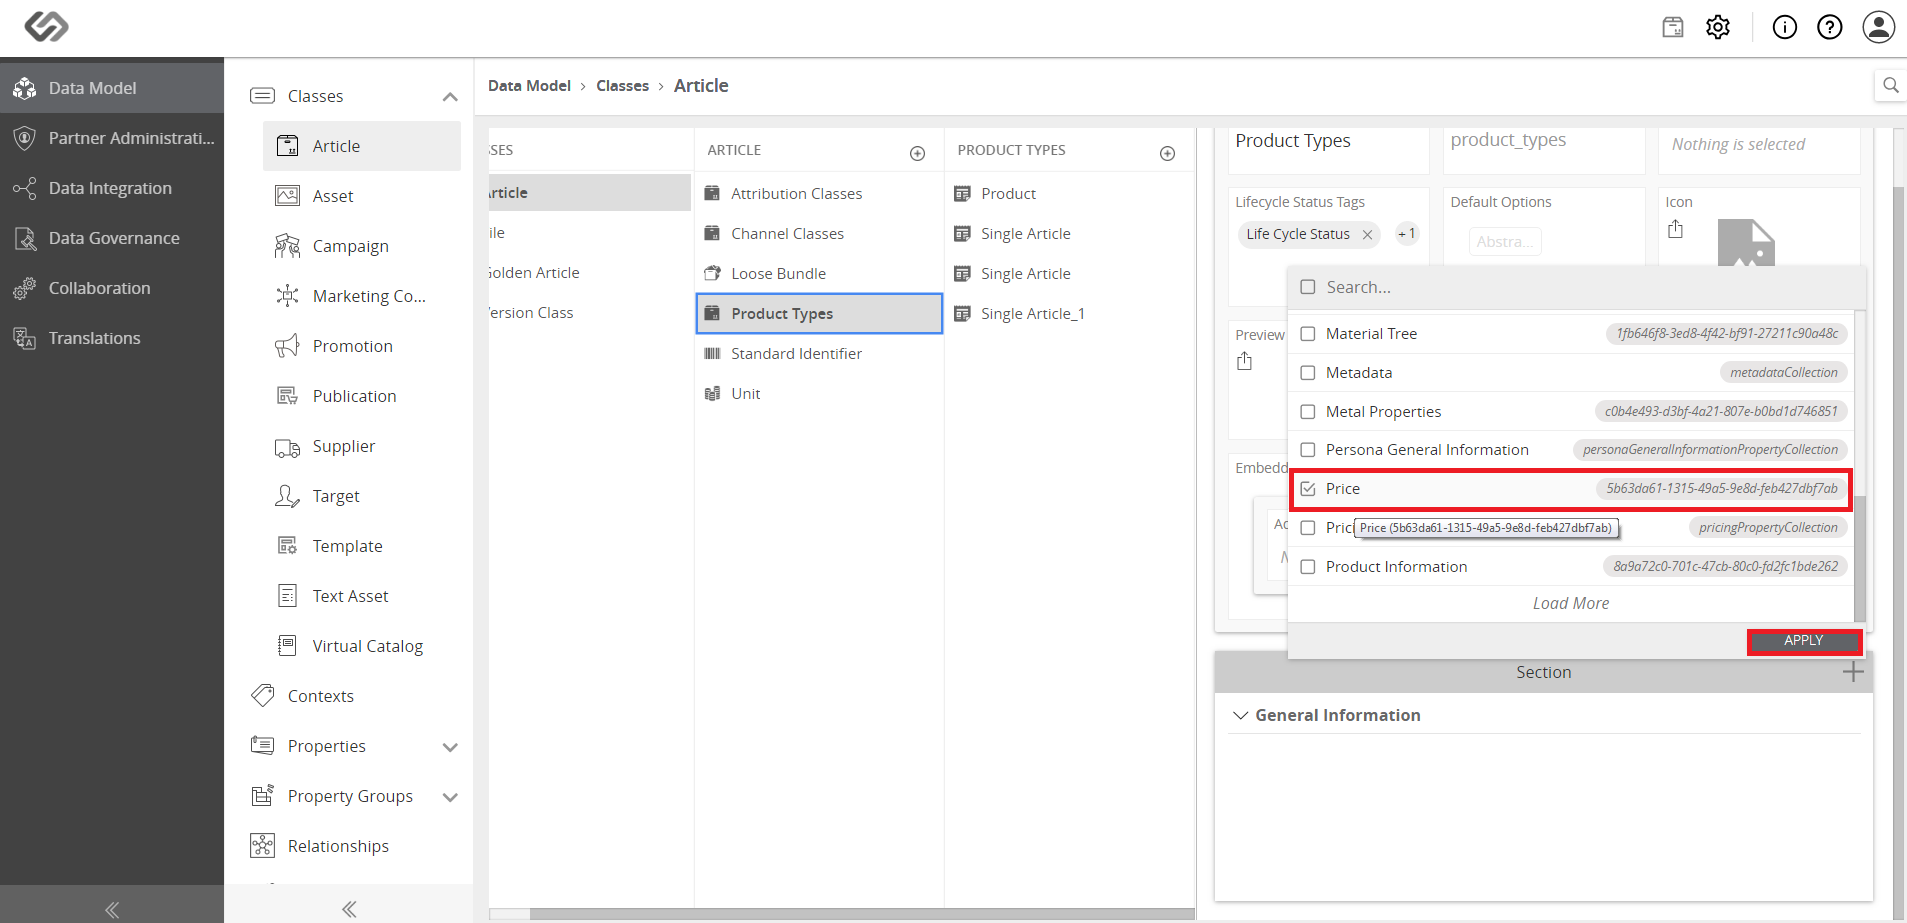 Data Model
Partner Administrati...
Data Integration
Data Governance
Collaboration
Translations
Classes
Article
Asset
Campaign
Marketing Co...
Promotion
Publication
Supplier
Target
Template
Text Asset
Virtual Catalog
Contexts
Properties
Property Groups
Relationships
Data Model › Classes › Article
SSES
Article
ile
Golden Article
Version Class
ARTICLE
Attribution Classes
Channel Classes
Loose Bundle
Product Types
Standard Identifier
Unit
PRODUCT TYPES
Product
Single Article
Single Article
Single Article_1
Product Types
product_types
Nothing is selected
Lifecycle Status Tags
Life Cycle Status
+1
Default Options
Abstra...
Icon
Preview
Embedd
Search...
Material Tree 1fb646f8-3ed8-4f42-bf91-27211c90a48c
Metadata metadataCollection
Metal Properties c0b4e493-d3bf-4a21-807e-b0bd1d746851
Persona General Information personaGeneralInformationPropertyCollection
Price 5b63da61-1315-49a5-9e8d-feb427dbf7ab
Prici pricingPropertyCollection
Price (5b63da61-1315-49a5-9e8d-feb427dbf7ab)
Product Information 8a9a72c0-701c-47cb-80c0-fd2fc1bde262
Load More
APPLY
Section
General Information